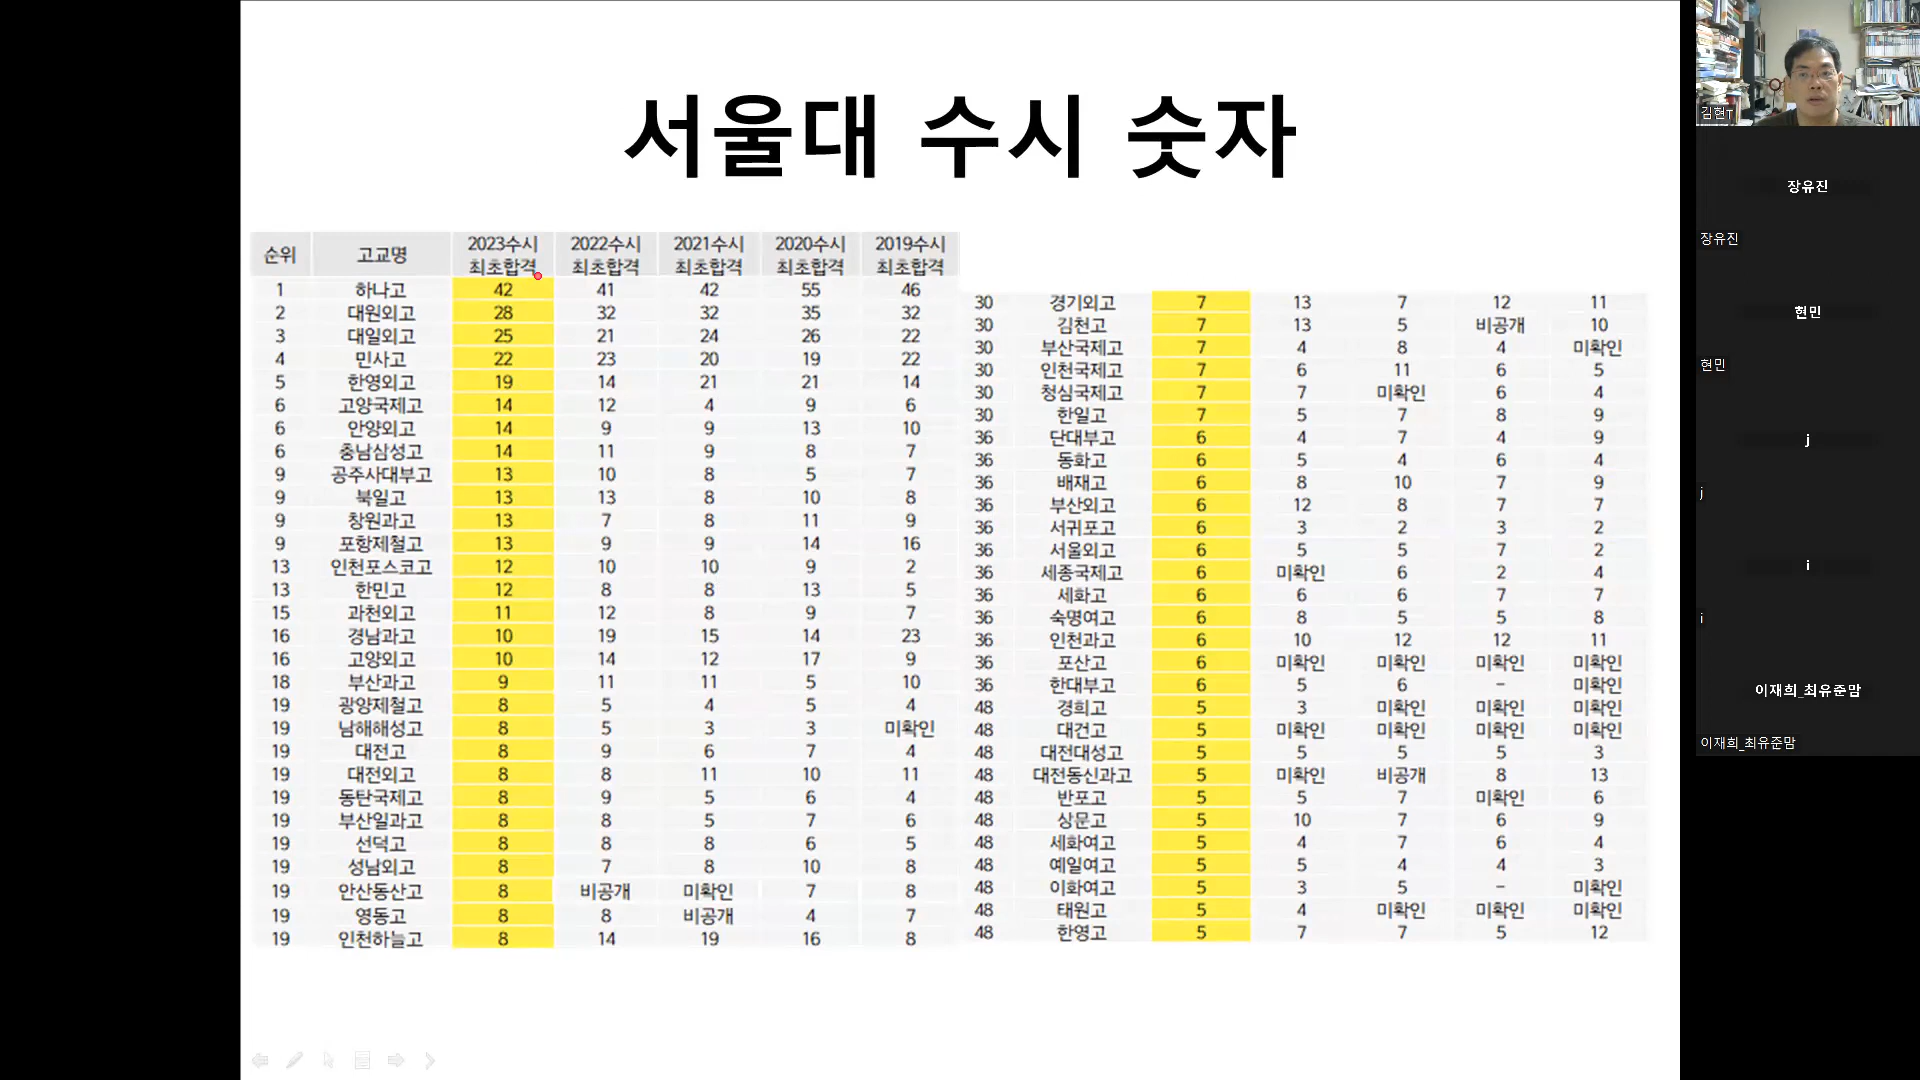 서울대 수시 숫자
순위 고교명 2023수시 최초합격 2022수시 최초합격 2021수시 최초합격 2020수시 최초합격 2019수시 최초합격
1 하나고 42 41 42 55 46
2 대원외고 28 32 32 35 32
3 대일외고 25 21 24 26 22
4 민사고 22 23 20 19 22
5 한영외고 19 14 21 21 14
6 고양국제고 14 12 4 9 6
6 안양외고 14 9 9 13 10
6 충남삼성고 14 11 9 8 7
9 공주사대부고 13 10 8 5 7
9 북일고 13 13 8 10 8
9 창원과고 13 7 8 11 9
9 포항제철고 13 9 9 14 16
13 인천포스코고 12 10 10 9 2
13 한민고 12 8 8 13 5
15 과천외고 11 12 8 9 7
16 경남과고 10 19 15 14 23
16 고양외고 10 14 12 17 9
18 부산과고 9 11 11 5 10
19 광양제철고 8 5 4 5 4
19 남해해성고 8 5 3 3 미확인
19 대전고 8 9 6 7 4
19 대전외고 8 8 11 10 11
19 동탄국제고 8 9 5 6 4
19 부산일과고 8 8 5 7 6
19 선덕고 8 8 8 6 5
19 성남외고 8 7 8 10 8
19 안산동산고 8 비공개 미확인 7 8
19 영동고 8 8 비공개 4 7
19 인천하늘고 8 14 19 16 8
30 경기외고 7 13 7 12 11
30 김천고 7 13 5 비공개 10
30 부산국제고 7 4 8 4 미확인
30 인천국제고 7 6 11 6 5
30 청심국제고 7 7 미확인 6 4
30 한일고 7 5 7 8 9
36 단대부고 6 4 7 4 9
36 동화고 6 5 4 6 4
36 배재고 6 8 10 7 9
36 부산외고 6 12 8 7 7
36 서귀포고 6 3 2 3 2
36 서울외고 6 5 5 7 2
36 세종국제고 6 미확인 6 2 4
36 세화고 6 6 6 7 7
36 숙명여고 6 8 5 5 8
36 인천과고 6 10 12 12 11
36 포산고 6 미확인 미확인 미확인 미확인
36 한대부고 6 5 6 - 미확인
48 경희고 5 3 미확인 미확인 미확인
48 대건고 5 미확인 미확인 미확인 미확인
48 대전대성고 5 5 5 5 3
48 대전동신과고 5 미확인 비공개 8 13
48 반포고 5 5 7 미확인 6
48 상문고 5 10 7 6 9
48 세화여고 5 4 7 6 4
48 예일여고 5 5 4 4 3
48 이화여고 5 3 5 - 미확인
48 태원고 5 4 미확인 미확인 미확인
48 한영고 5 7 7 5 12
김현T
장유진
장유진
현민
현민
j
j
i
i
이재희_최유준맘
이재희_최유준맘